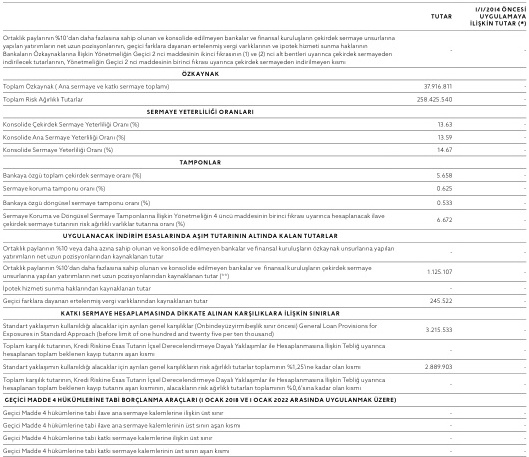 1/1/2014 ÖNCESİ
UYGULAMAYA
TUTAR İLİŞKİN TUTAR (*)
Ortaklık paylarının %10'dan daha fazlasına sahip olunan ve konsolide edilmeyen bankalar ve finansal kuruluşların çekirdek sermaye unsurlarına
yapılan yatırımların net uzun pozisyonlarının, geçici farklara dayanan ertelenmiş vergi varlıklarının ve ipotek hizmeti sunma haklarının
Bankaların Özkaynaklarına İlişkin Yönetmeliğin Geçici 2 nci maddesinin ikinci fıkrasının (1) ve (2) nci alt bentleri uyarınca çekirdek sermayeden
indirilecek tutarlarının, Yönetmeliğin Geçici 2 nci maddesinin birinci fıkrası uyarınca çekirdek sermayeden indirilmeyen kısmı - -
ÖZKAYNAK
Toplam Özkaynak ( Ana sermaye ve katkı sermaye toplamı) 37.916.811 -
Toplam Risk Ağırlıklı Tutarlar 258.425.540 -
SERMAYE YETERLİLİĞİ ORANLARI
Konsolide Çekirdek Sermaye Yeterliliği Oranı (%) 13.63 -
Konsolide Ana Sermaye Yeterliliği Oranı (%) 13.59 -
Konsolide Sermaye Yeterliliği Oranı (%) 14.67 -
TAMPONLAR
Bankaya özgü toplam çekirdek sermaye oranı (%) 5.658 -
Sermaye koruma tamponu oranı (%) 0.625 -
Bankaya özgü döngüsel sermaye tamponu oranı (%) 0.533 -
Sermaye Koruma ve Döngüsel Sermaye Tamponlarına İlişkin Yönetmeliğin 4 üncü maddesinin birinci fıkrası uyarınca hesaplanacak ilave
çekirdek sermaye tutarının risk ağırlıklı varlıklar tutarına oranı (%) 6.672 -
UYGULANACAK İNDİRİM ESASLARINDA AŞIM TUTARININ ALTINDA KALAN TUTARLAR
Ortaklık paylarının %10 veya daha azına sahip olunan ve konsolide edilmeyen bankalar ve finansal kuruluşların özkaynak unsurlarına yapılan
yatırımların net uzun pozisyonlarından kaynaklanan tutar - -
Ortaklık paylarının %10'dan daha fazlasına sahip olunan ve konsolide edilmeyen bankalar ve finansal kuruluşların çekirdek sermaye
unsurlarına yapılan yatırımların net uzun pozisyonlarından kaynaklanan tutar (**) 1.125.107 -
İpotek hizmeti sunma haklarından kaynaklanan tutar - -
Geçici farklara dayanan ertelenmiş vergi varlıklarından kaynaklanan tutar 245.522 -
KATKI SERMAYE HESAPLAMASINDA DİKKATE ALINAN KARŞILIKLARA İLİŞKİN SINIRLAR
Standart yaklaşımın kullanıldığı alacaklar için ayrılan genel karşılıklar (Onbindeyüzyirmibeşlik sınır öncesi) General Loan Provisions for
Exposures in Standard Approach (before limit of one hundred and twenty five per ten thousand) 3.215.533 -
Toplam karşılık tutarının, Kredi Riskine Esas Tutarın İçsel Derecelendirmeye Dayalı Yaklaşımlar ile Hesaplanmasına İlişkin Tebliğ uyarınca
hesaplanan toplam beklenen kayıp tutarını aşan kısmı - -
Standart yaklaşımın kullanıldığı alacaklar için ayrılan genel karşılıkların risk ağırlıklı tutarlar toplamının %1,25'ine kadar olan kısmı 2.889.903 -
Toplam karşılık tutarının, Kredi Riskine Esas Tutarın İçsel Derecelendirmeye Dayalı Yaklaşımlar ile Hesaplanmasına İlişkin Tebliğ uyarınca
hesaplanan toplam beklenen kayıp tutarını aşan kısmının, alacakların risk ağırlıklı tutarları toplamının %0,6'sına kadar olan kısmı - -
GEÇİCİ MADDE 4 HÜKÜMLERİNE TABİ BORÇLANMA ARAÇLARI (1 OCAK 2018 VE 1 OCAK 2022 ARASINDA UYGULANMAK ÜZERE)
Geçici Madde 4 hükümlerine tabi ilave ana sermaye kalemlerine ilişkin üst sınır - -
Geçici Madde 4 hükümlerine tabi ilave ana sermaye kalemlerinin üst sınırı aşan kısmı - -
Geçici Madde 4 hükümlerine tabi katkı sermaye kalemlerine ilişkin üst sınır - -
Geçici Madde 4 hükümlerine tabi katkı sermaye kalemlerinin üst sınırı aşan kısmı - -